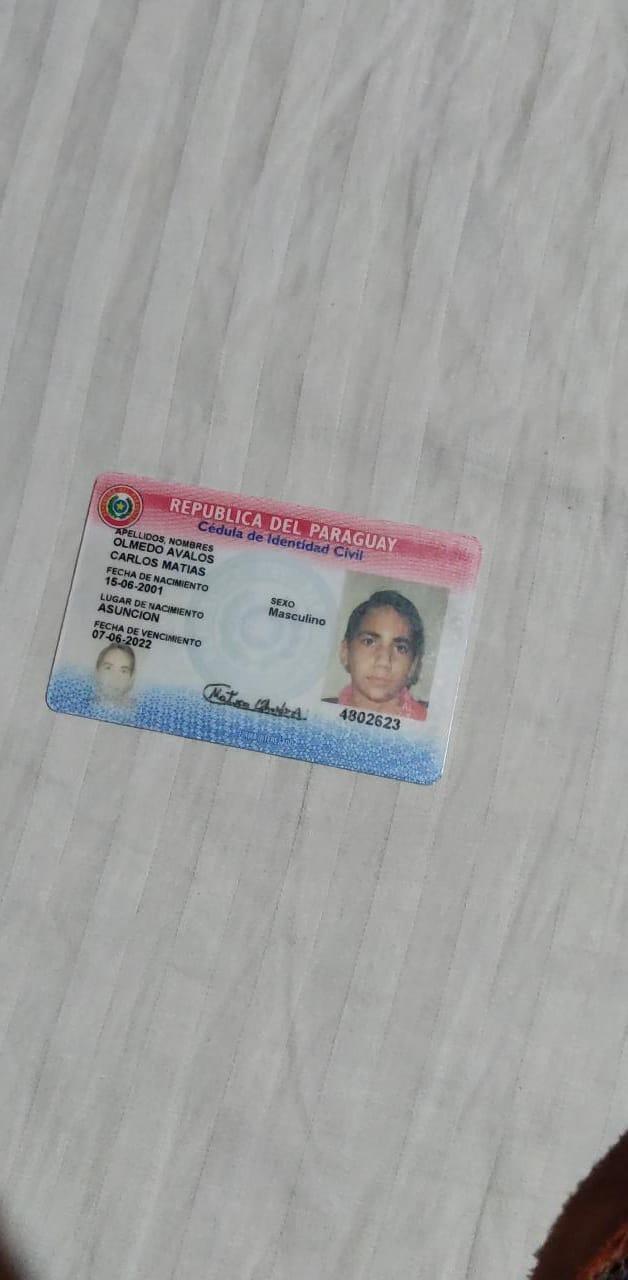 REPUBLICA DEL PARAGUAY
Cédula de Identidad Civil
APELLIDOS, NOMBRES
OLMEDO AVALOS
CARLOS MATIAS
FECHA DE NACIMIENTO
15-06-2001
LUGAR DE NACIMIENTO
ASUNCION
FECHA DE VENCIMIENTO
07-06-2022
SEXO
Masculino
4802623